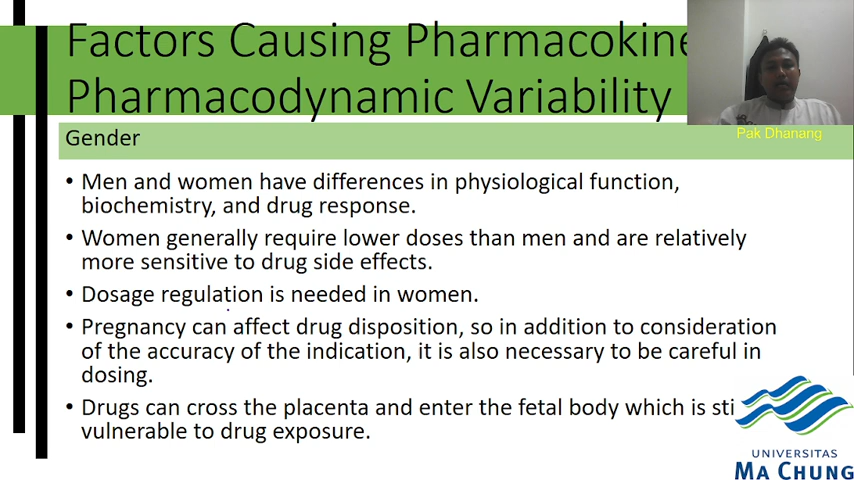 Factors Causing
Pharmacodynamic Variability
Pak Dhanang
Gender
• Men and women have differences in physiological function,
biochemistry, and drug response.
• Women generally require lower doses than men and are relatively
more sensitive to drug side effects.
• Dosage regulation is needed in women.
• Pregnancy can affect drug disposition, so in addition to consideration
of the accuracy of the indication, it is also necessary to be careful in
dosing.
• Drugs can cross the placenta and enter the fetal body which is
vulnerable to drug exposure.
UNIVERSITAS
MA CHUNG